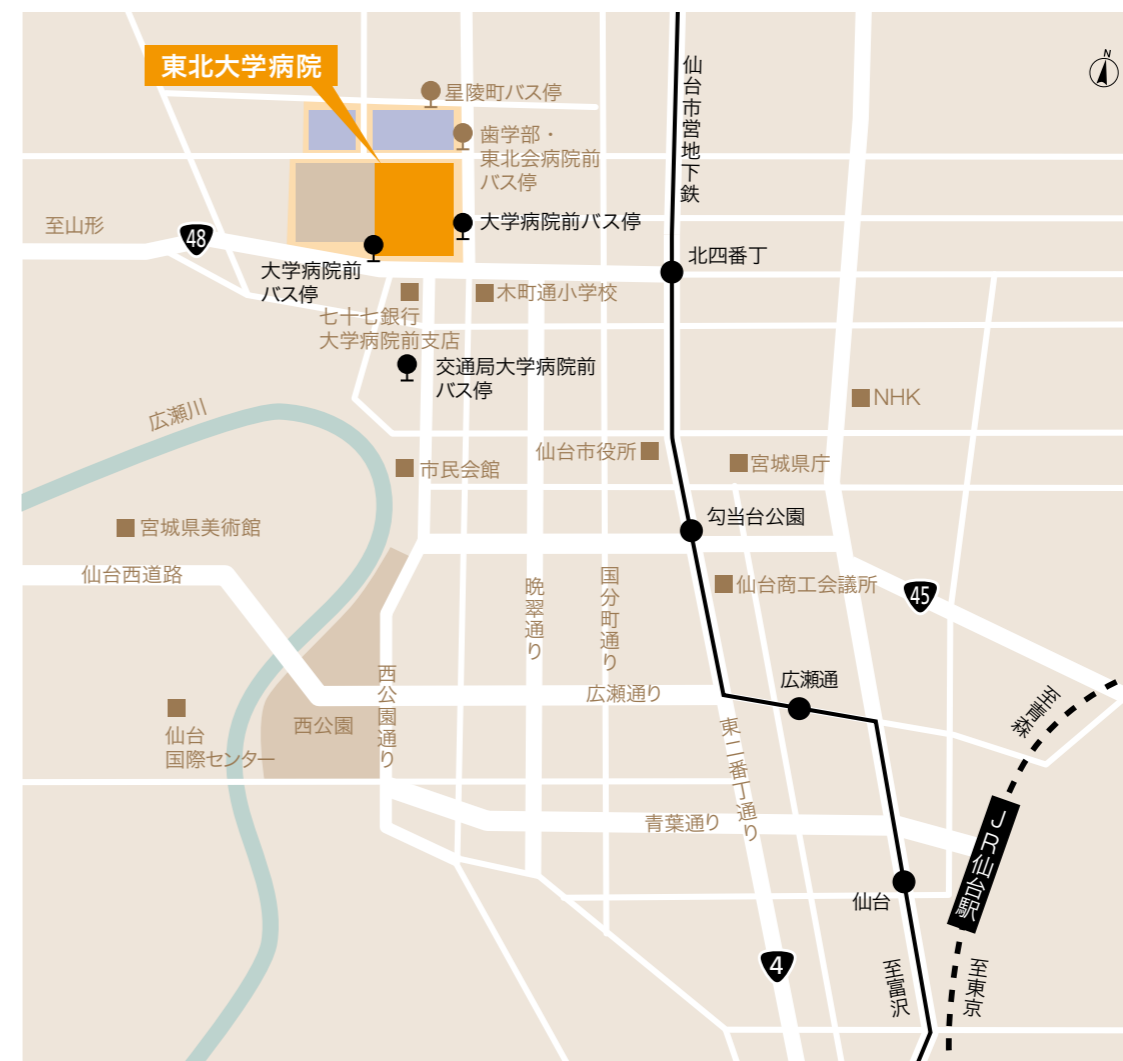 N
東北大学病院
星陵町バス停
歯学部・
東北会病院前
バス停
仙台市営地下鉄
大学病院前バス停
至山形
48
大学病院前
バス停
北四番丁
木町通小学校
七十七銀行
大学病院前支店
交通局大学病院前
バス停
NHK
広瀬川
仙台市役所
宮城県庁
市民会館
勾当台公園
宮城県美術館
仙台西道路
晩翠通り
国分町通り
仙台商工会議所
45
西公園通り
広瀬通り
広瀬通
至青森
仙台
国際センター
西公園
東二番丁通り
青葉通り
JR仙台駅
仙台
4
至富沢
至東京